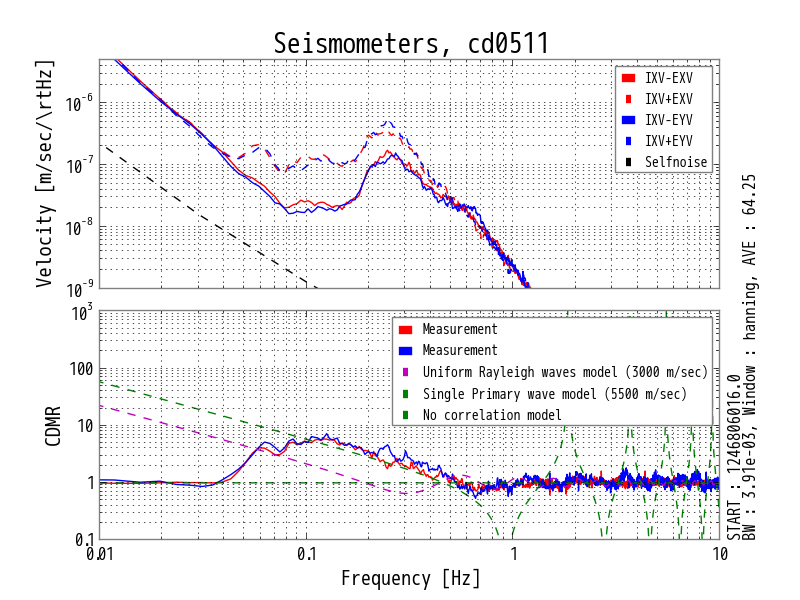 Seismometers, cd0511
Velocity [m/sec/\rtHz]
10^-6
10^-7
10^-8
10^-9
IXV-EXV
IXV+EXV
IXV-EYV
IXV+EYV
Selfnoise
CDMR
10^3
100
10
1
0.1
Measurement
Measurement
Uniform Rayleigh waves model (3000 m/sec)
Single Primary wave model (5500 m/sec)
No correlation model
0.01
0.1
1
10
Frequency [Hz]
START : 1246806016.0
BW : 3.91e-03, Window : hanning, AVE : 64.25